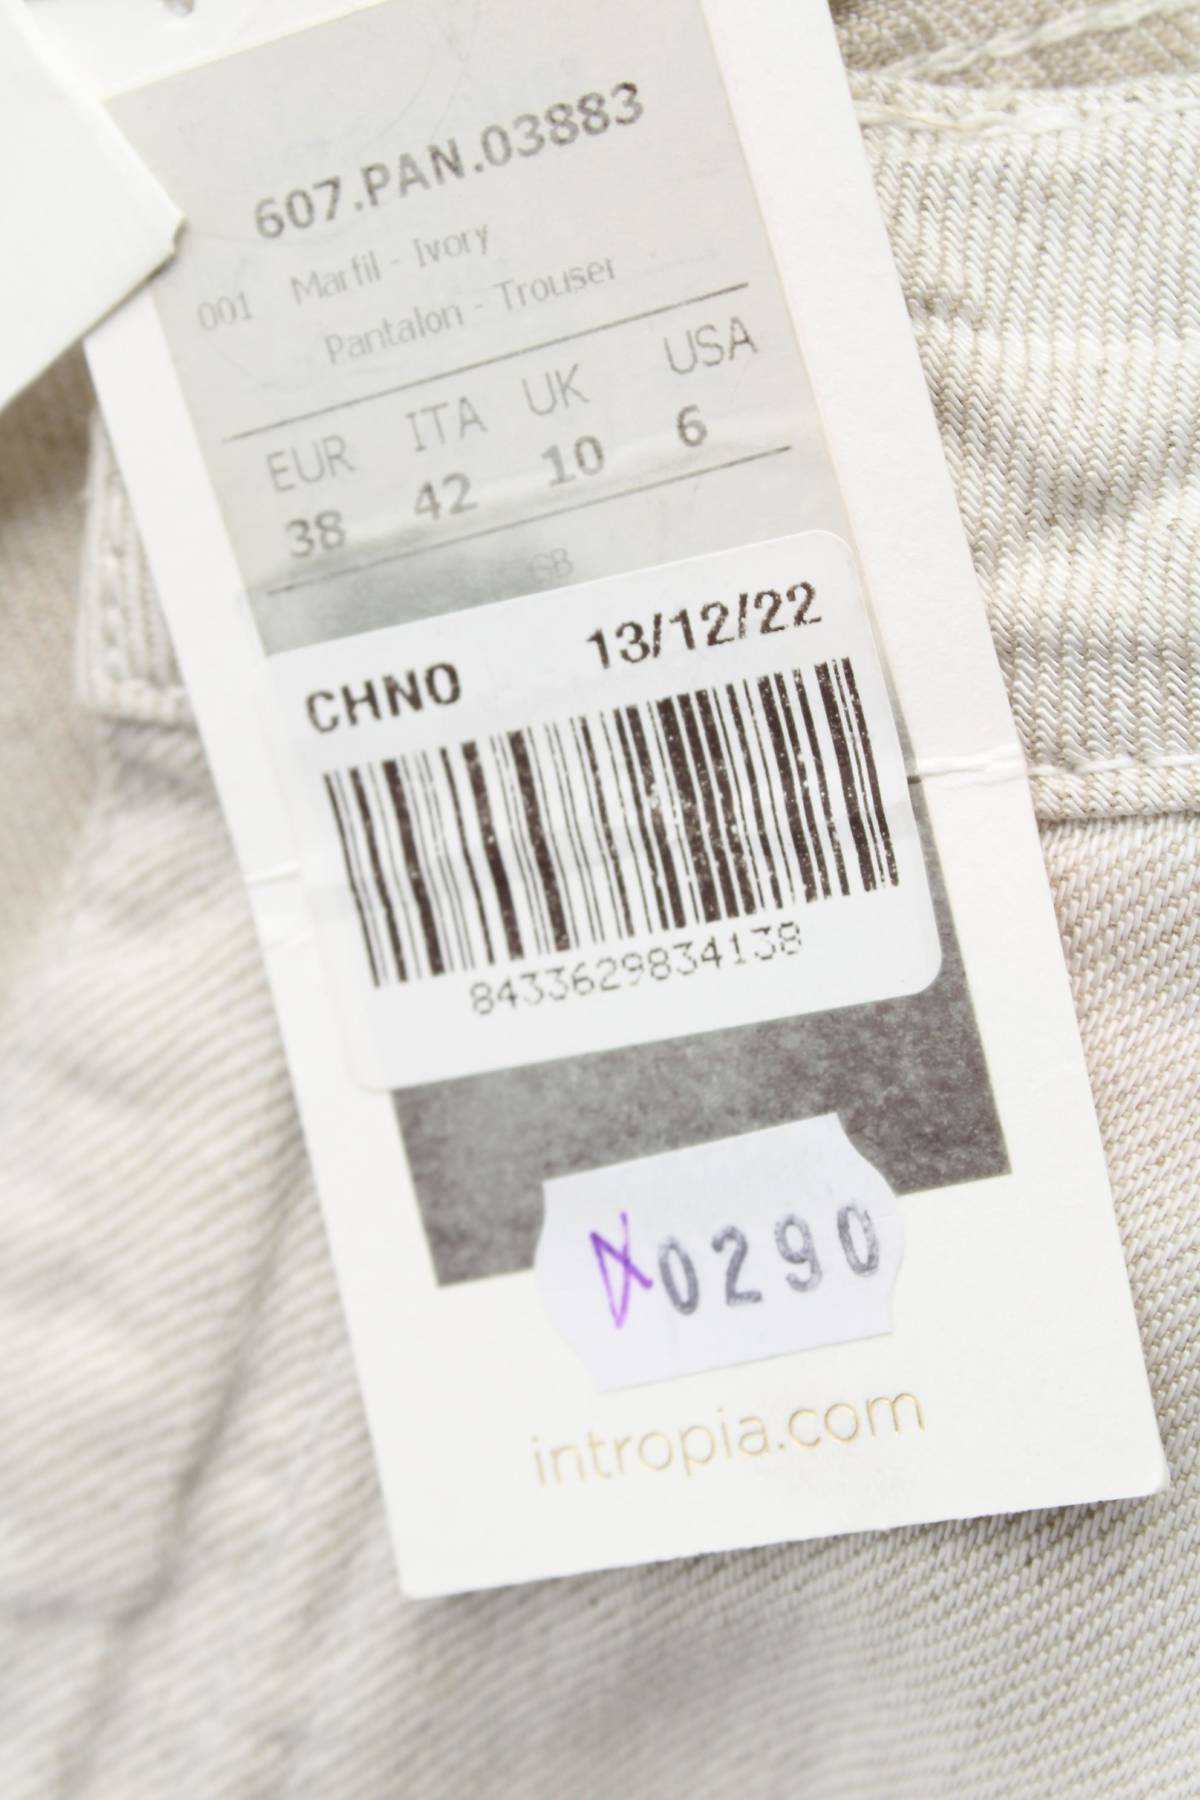 607.PAN.03883
001 Marfil - Ivory
Pantalon - Trouser
EUR ITA UK USA
38 42 10 6
GB
CHNO 13/12/22
8433629834138
0290
intropia.com